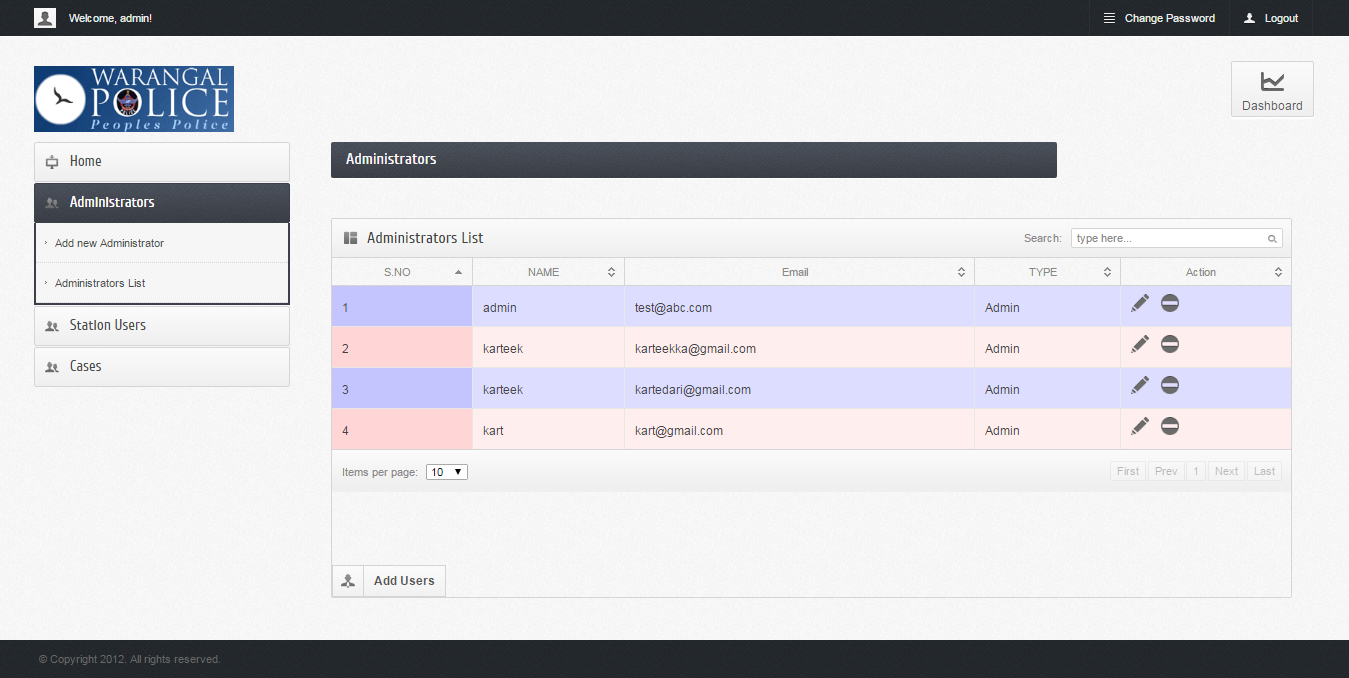 Welcome, admin!
Change Password
Logout
WARANGAL
POLICE
Peoples Police
Dashboard
Home
Administrators
Add new Administrator
Administrators List
Station Users
Cases
Administrators
Administrators List
Search: type here...
S.NO NAME Email TYPE Action
1 admin test@abc.com Admin
2 karteek karteekka@gmail.com Admin
3 karteek kartedari@gmail.com Admin
4 kart kart@gmail.com Admin
Items per page: 10
First Prev 1 Next Last
Add Users
© Copyright 2012. All rights reserved.